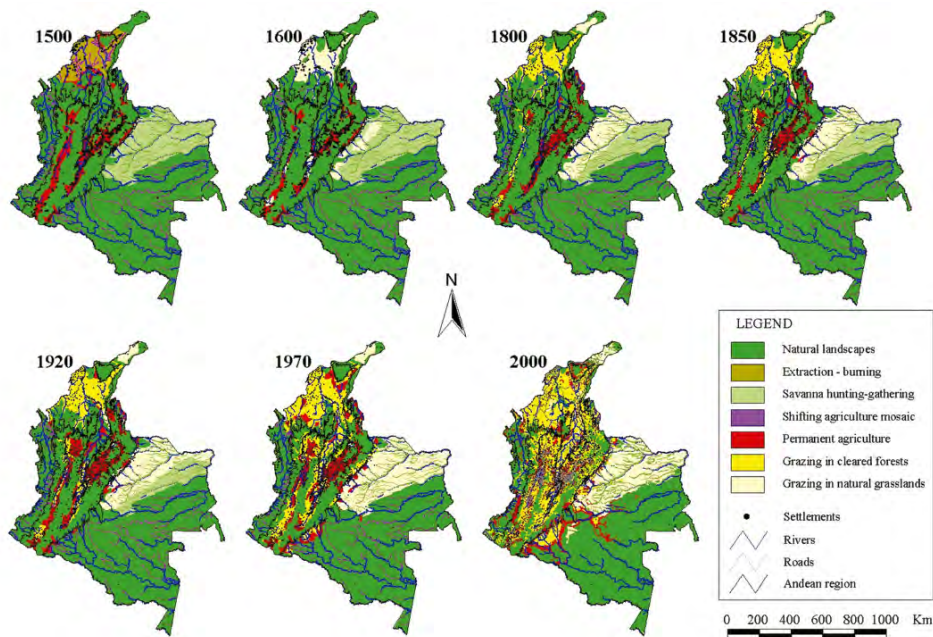 1500
1600
1800
1850
N
1920
1970
2000
LEGEND
Natural landscapes
Extraction - burning
Savanna hunting-gathering
Shifting agriculture mosaic
Permanent agriculture
Grazing in cleared forests
Grazing in natural grasslands
Settlements
Rivers
Roads
Andean region
0 200 400 600 800 1000 Km